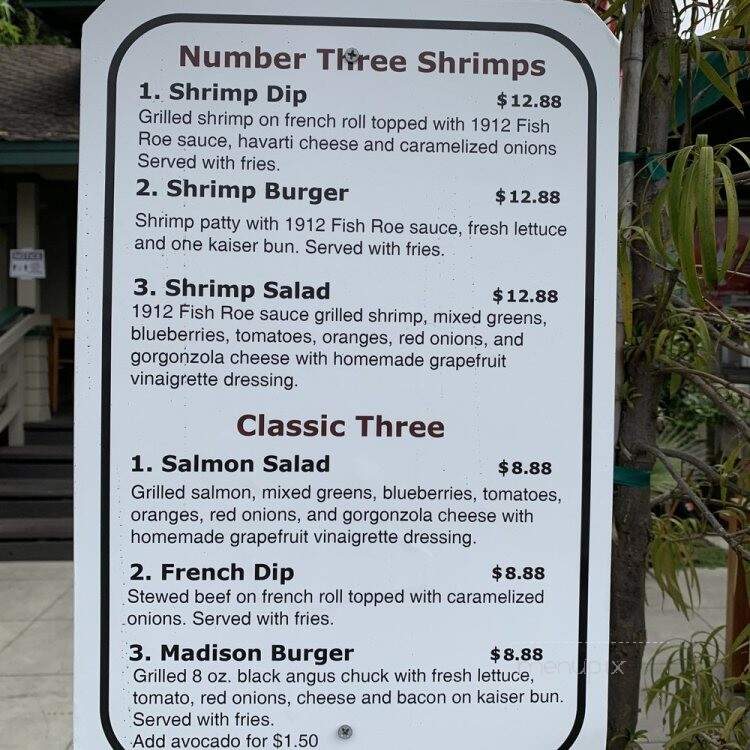 Number Three Shrimps
1. Shrimp Dip $12.88
Grilled shrimp on french roll topped with 1912 Fish
Roe sauce, havarti cheese and caramelized onions
Served with fries.
2. Shrimp Burger $12.88
Shrimp patty with 1912 Fish Roe sauce, fresh lettuce
and one kaiser bun. Served with fries.
3. Shrimp Salad $12.88
1912 Fish Roe sauce grilled shrimp, mixed greens,
blueberries, tomatoes, oranges, red onions, and
gorgonzola cheese with homemade grapefruit
vinaigrette dressing.
Classic Three
1. Salmon Salad $8.88
Grilled salmon, mixed greens, blueberries, tomatoes,
oranges, red onions, and gorgonzola cheese with
homemade grapefruit vinaigrette dressing.
2. French Dip $8.88
Stewed beef on french roll topped with caramelized
onions. Served with fries.
3. Madison Burger $8.88
Grilled 8 oz. black angus chuck with fresh lettuce,
tomato, red onions, cheese and bacon on kaiser bun.
Served with fries.
Add avocado for $1.50
NOTICE
menupix